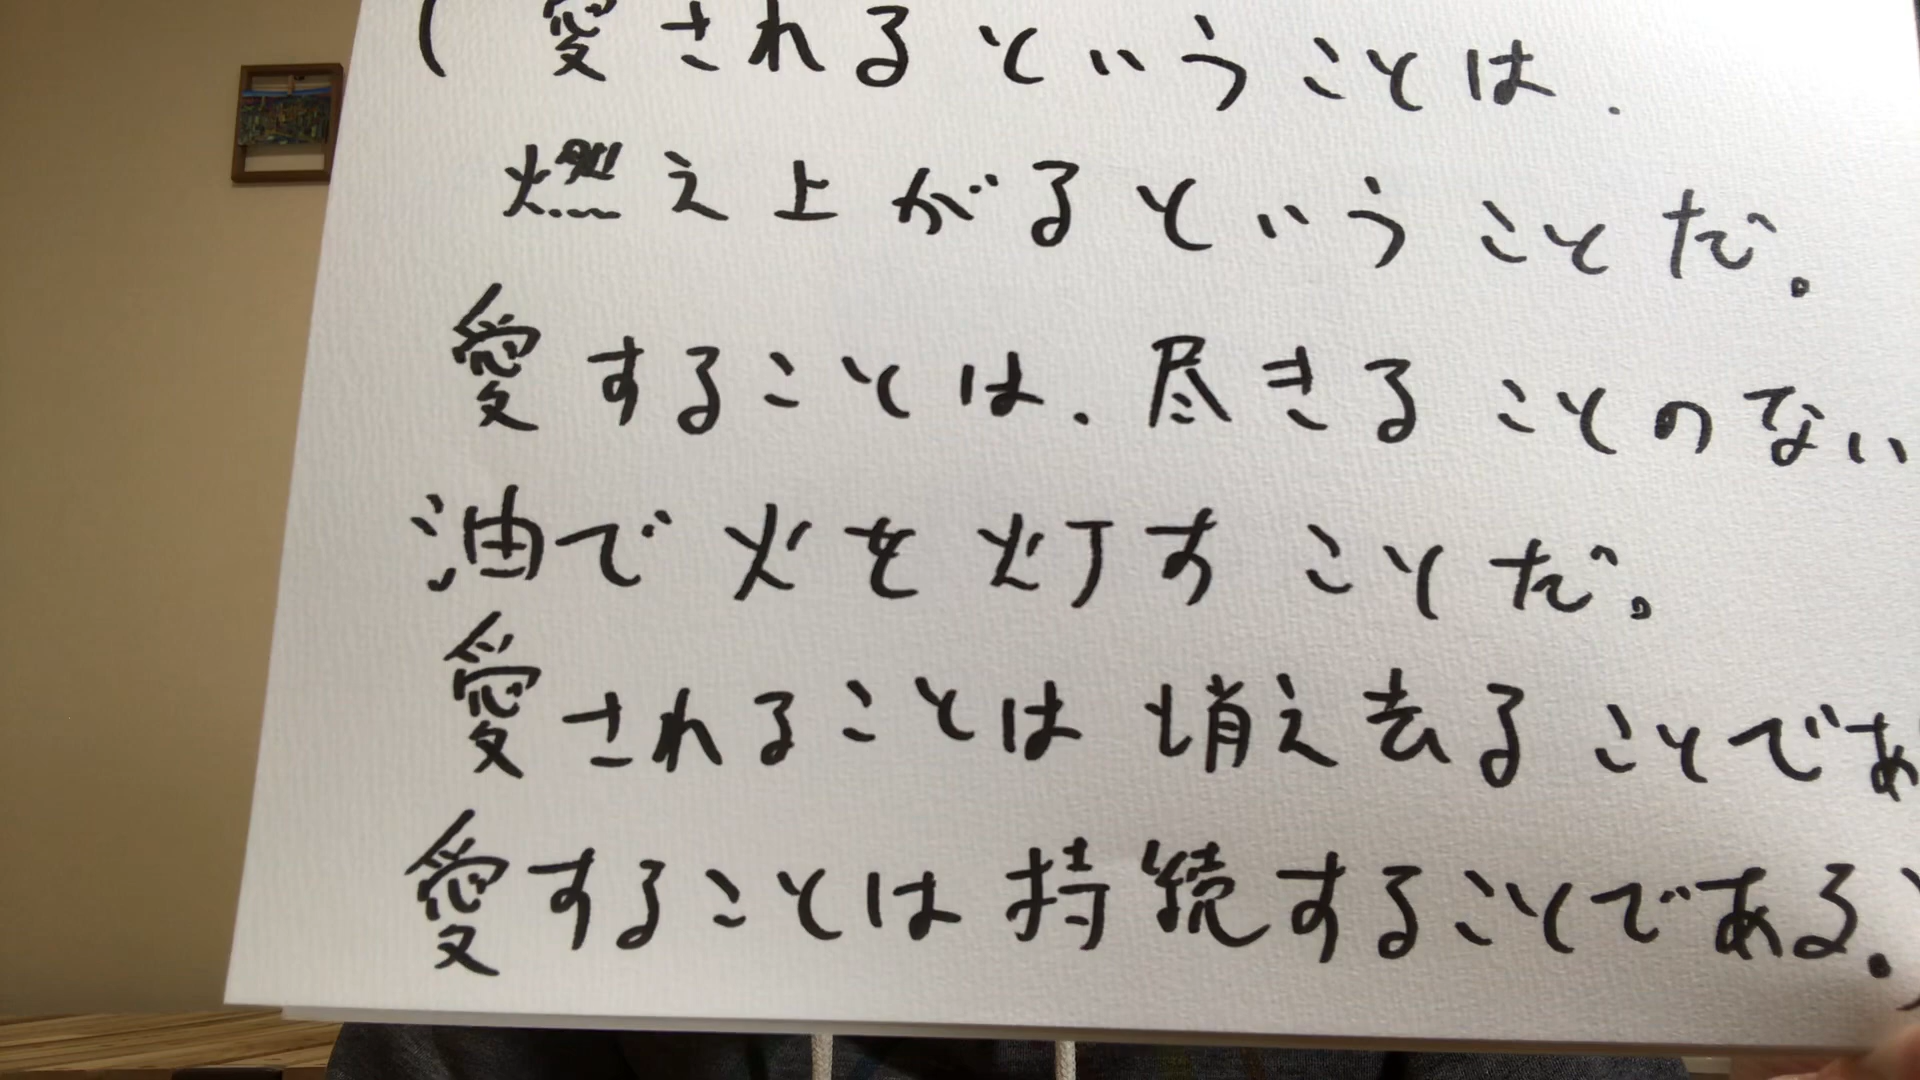 (愛されるということは、
燃え上がるということだ。
愛することは、尽きることのない
油で火を灯すことだ。
愛されることは消え去ることであ
愛することは持続することである。)